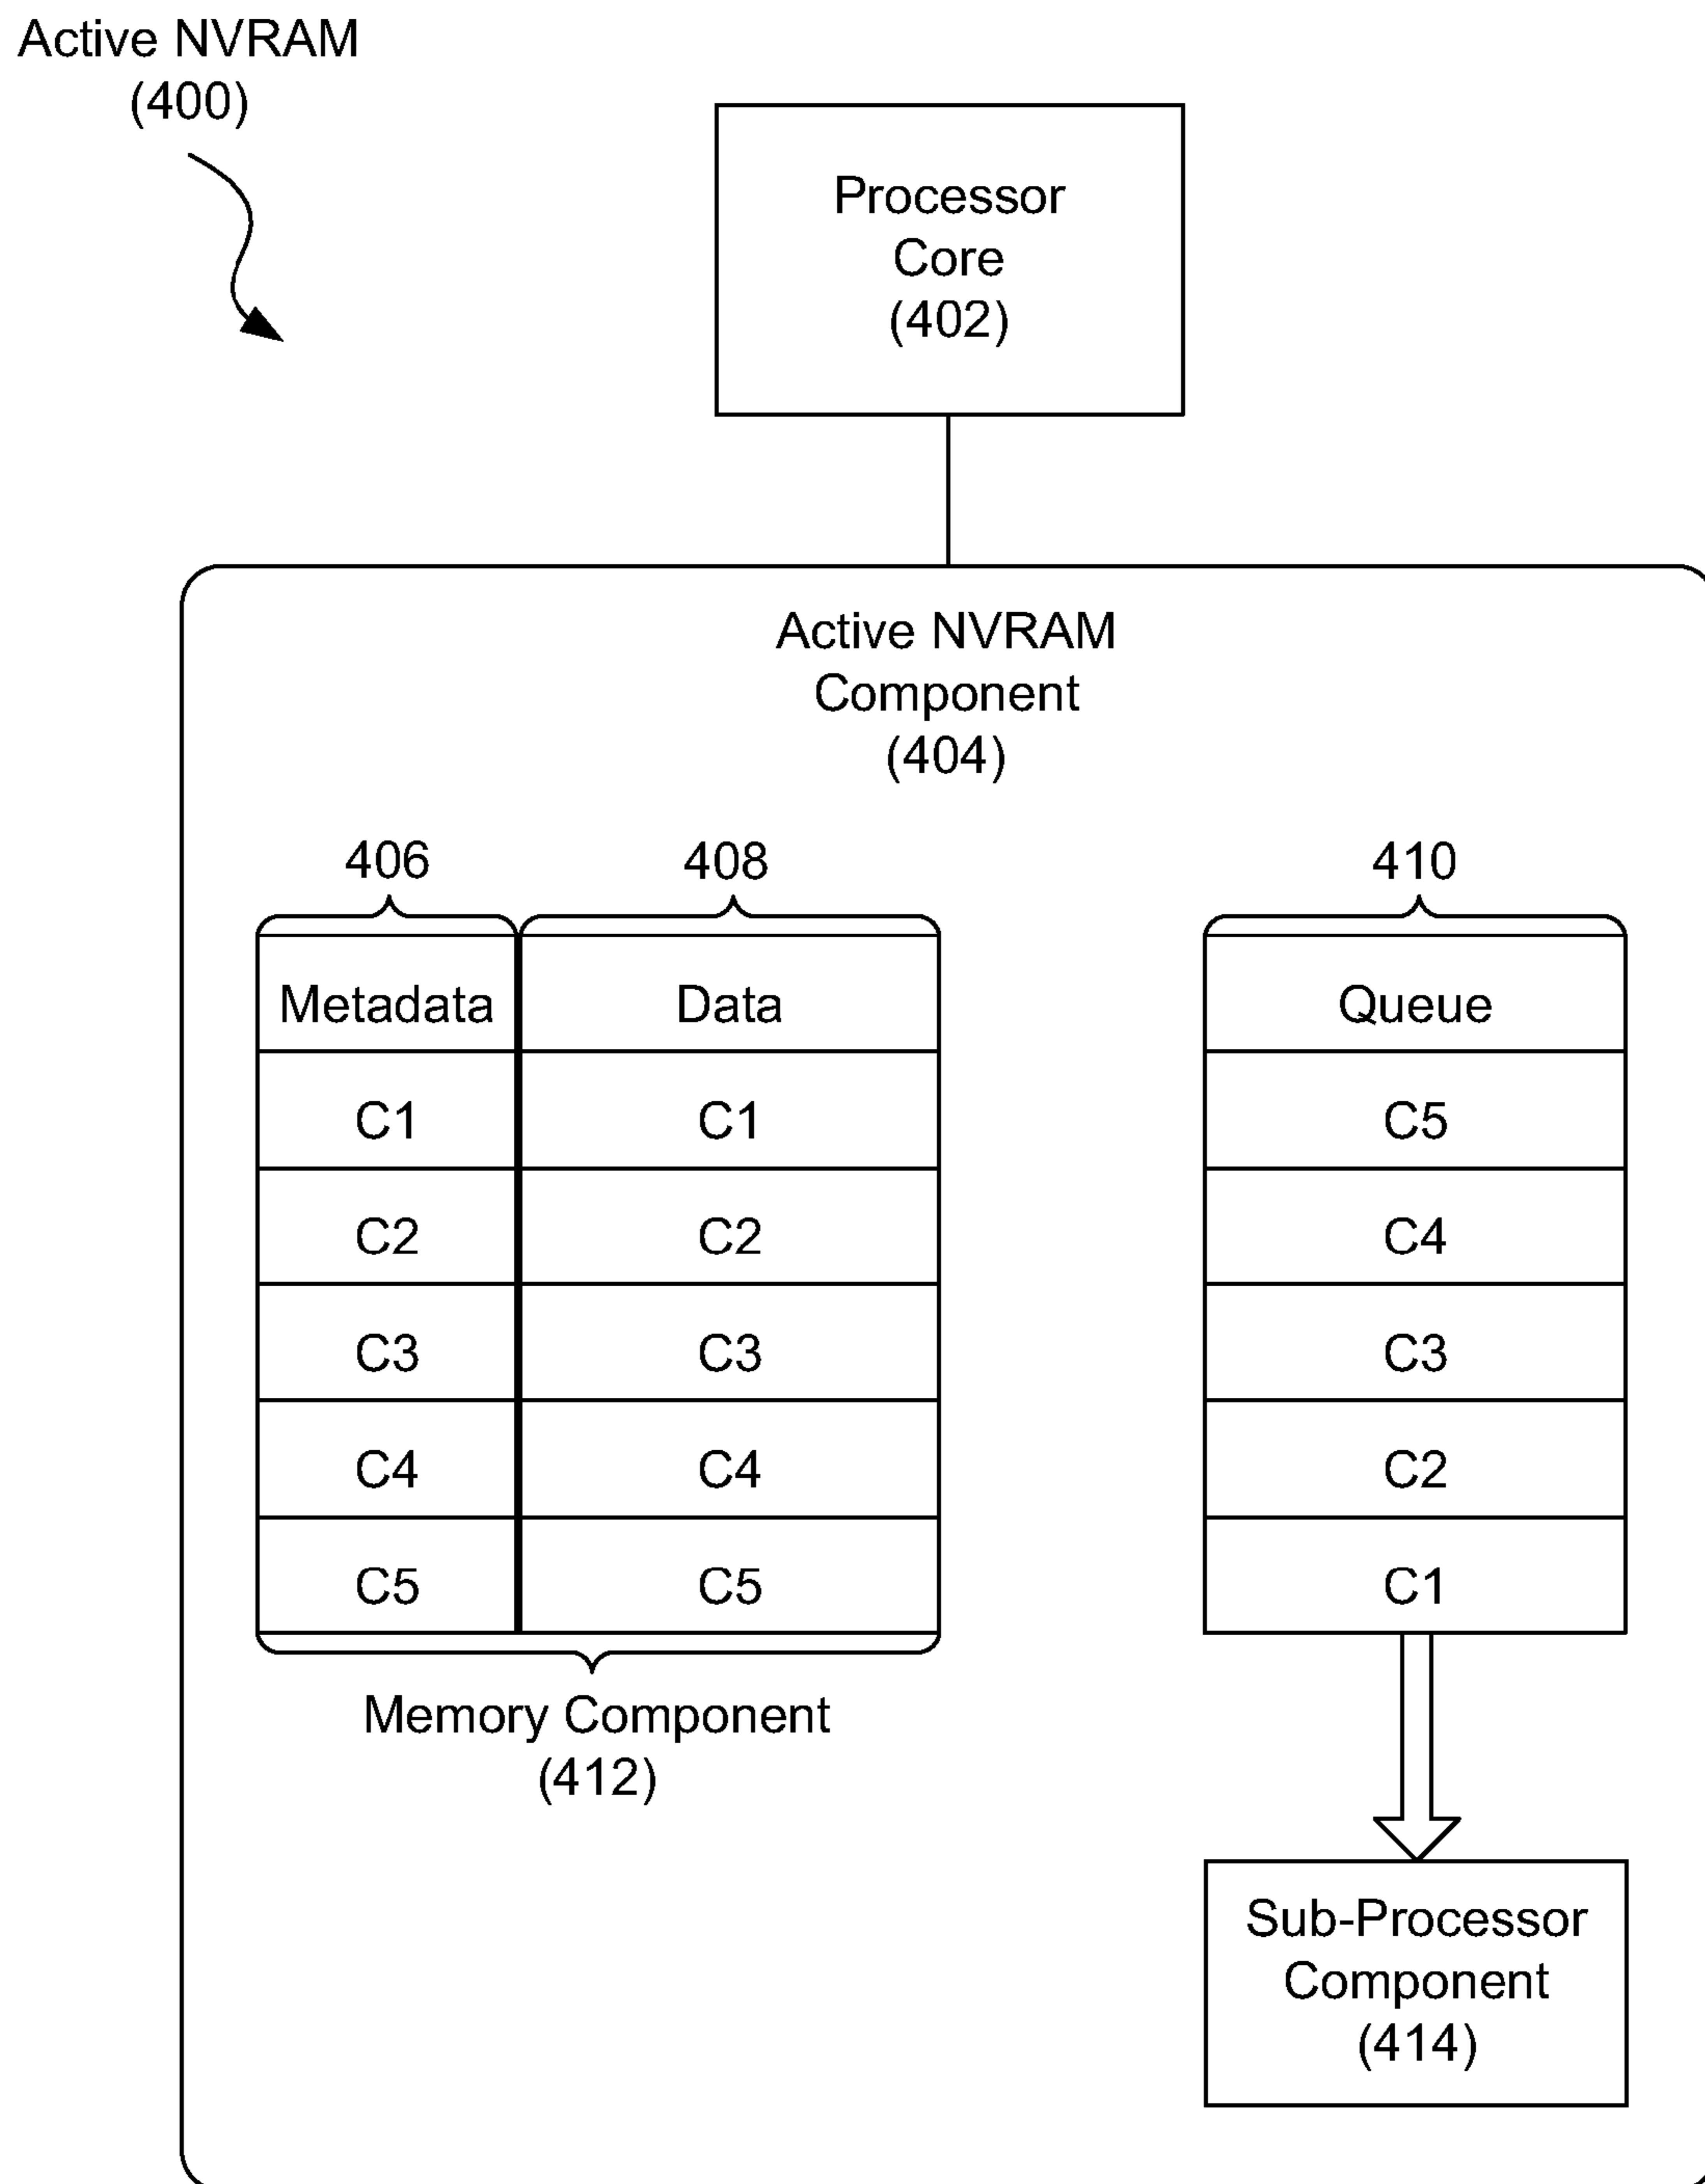 Active NVRAM
(400)
Processor
Core
(402)
Active NVRAM
Component
(404)
406 408 410
Metadata Data Queue
C1 C1 C5
C2 C2 C4
C3 C3 C3
C4 C4 C2
C5 C5 C1
Memory Component
(412)
Sub-Processor
Component
(414)